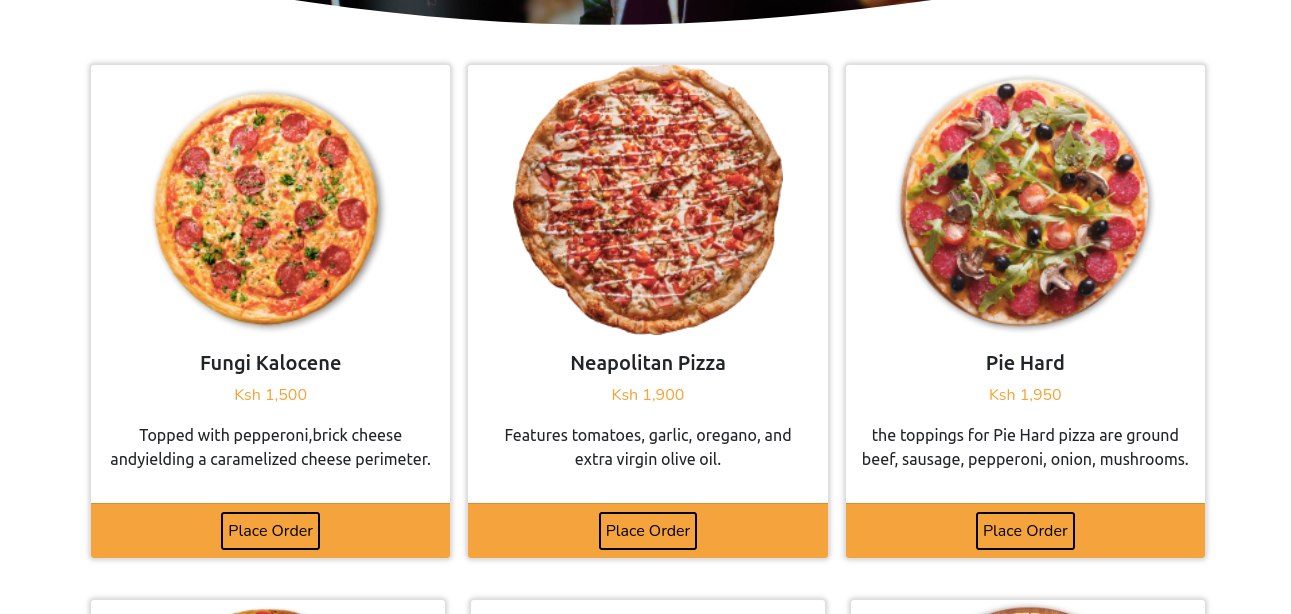 Fungi Kalocene
Ksh 1,500
Topped with pepperoni,brick cheese
andyielding a caramelized cheese perimeter.
Place Order
Neapolitan Pizza
Ksh 1,900
Features tomatoes, garlic, oregano, and
extra virgin olive oil.
Place Order
Pie Hard
Ksh 1,950
the toppings for Pie Hard pizza are ground
beef, sausage, pepperoni, onion, mushrooms.
Place Order